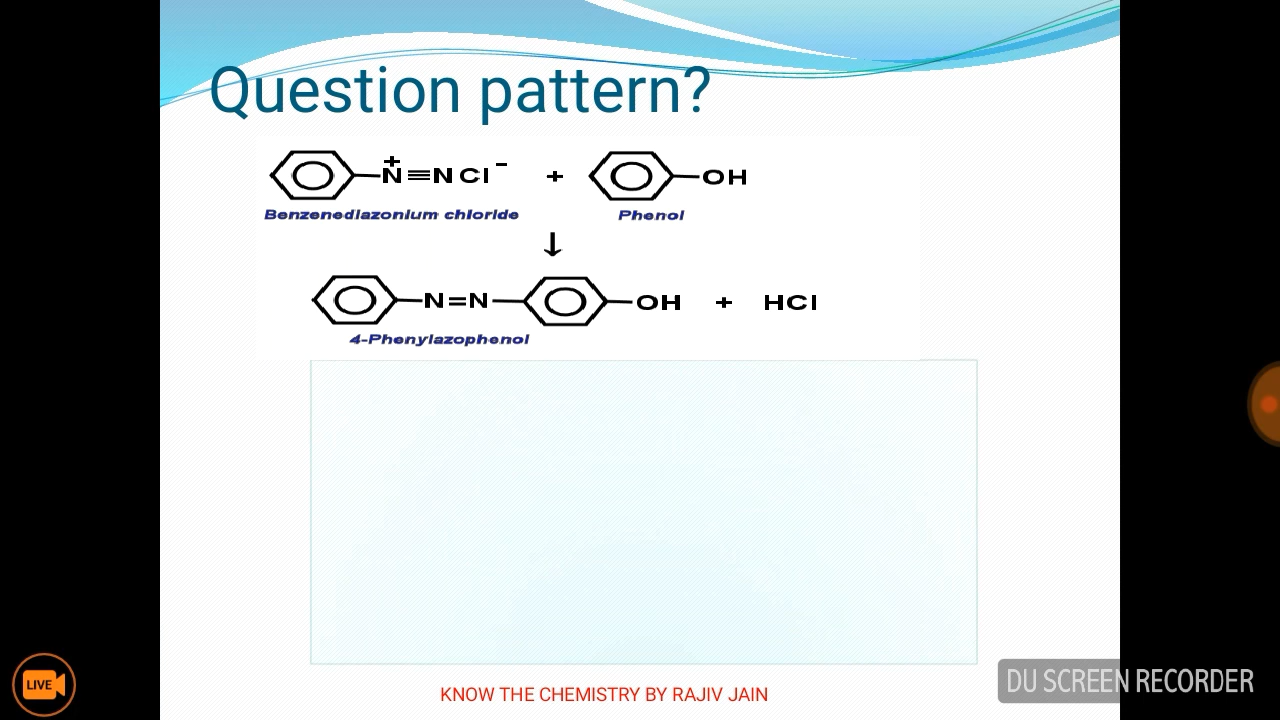 Question pattern?
+ –
N≡NCl + OH
Benzenediazonium chloride Phenol
↓
N=N OH + HCl
4-Phenylazophenol
LIVE
KNOW THE CHEMISTRY BY RAJIV JAIN
DU SCREEN RECORDER